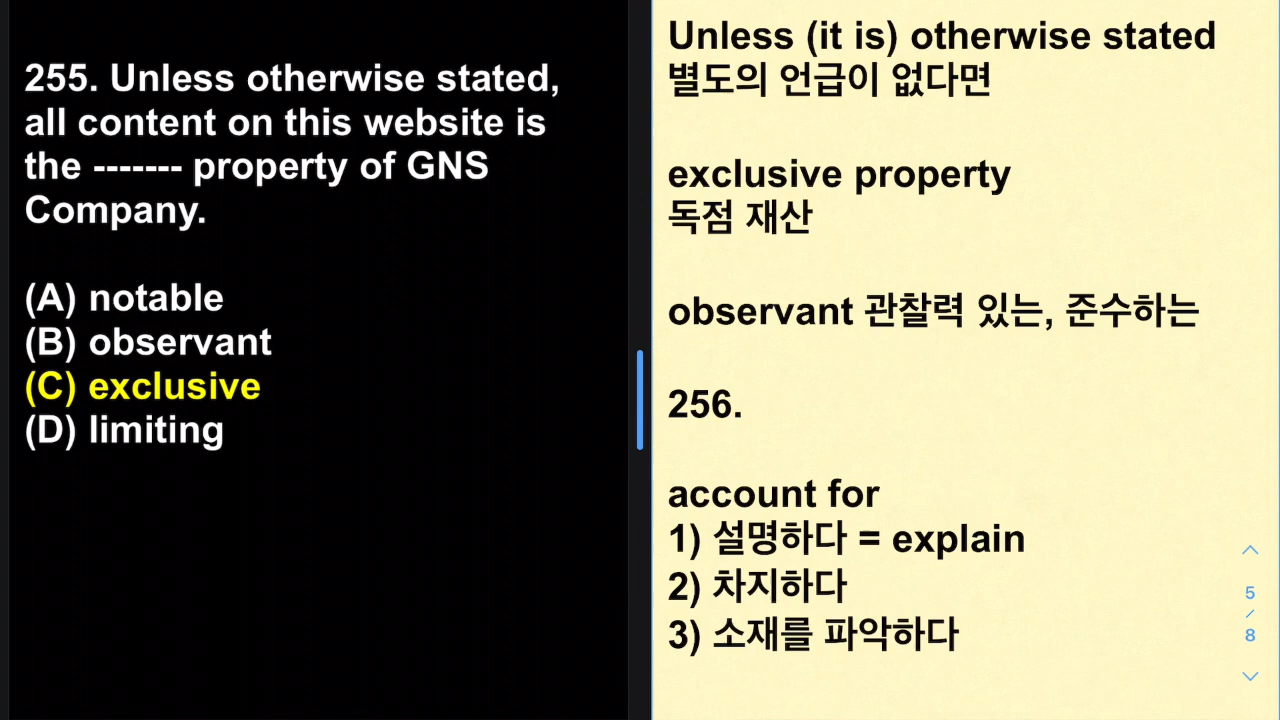 255. Unless otherwise stated,
all content on this website is
the ------- property of GNS
Company.
(A) notable
(B) observant
(C) exclusive
(D) limiting
Unless (it is) otherwise stated
별도의 언급이 없다면
exclusive property
독점 재산
observant 관찰력 있는, 준수하는
256.
account for
1) 설명하다 = explain
2) 차지하다
3) 소재를 파악하다
5
/
8